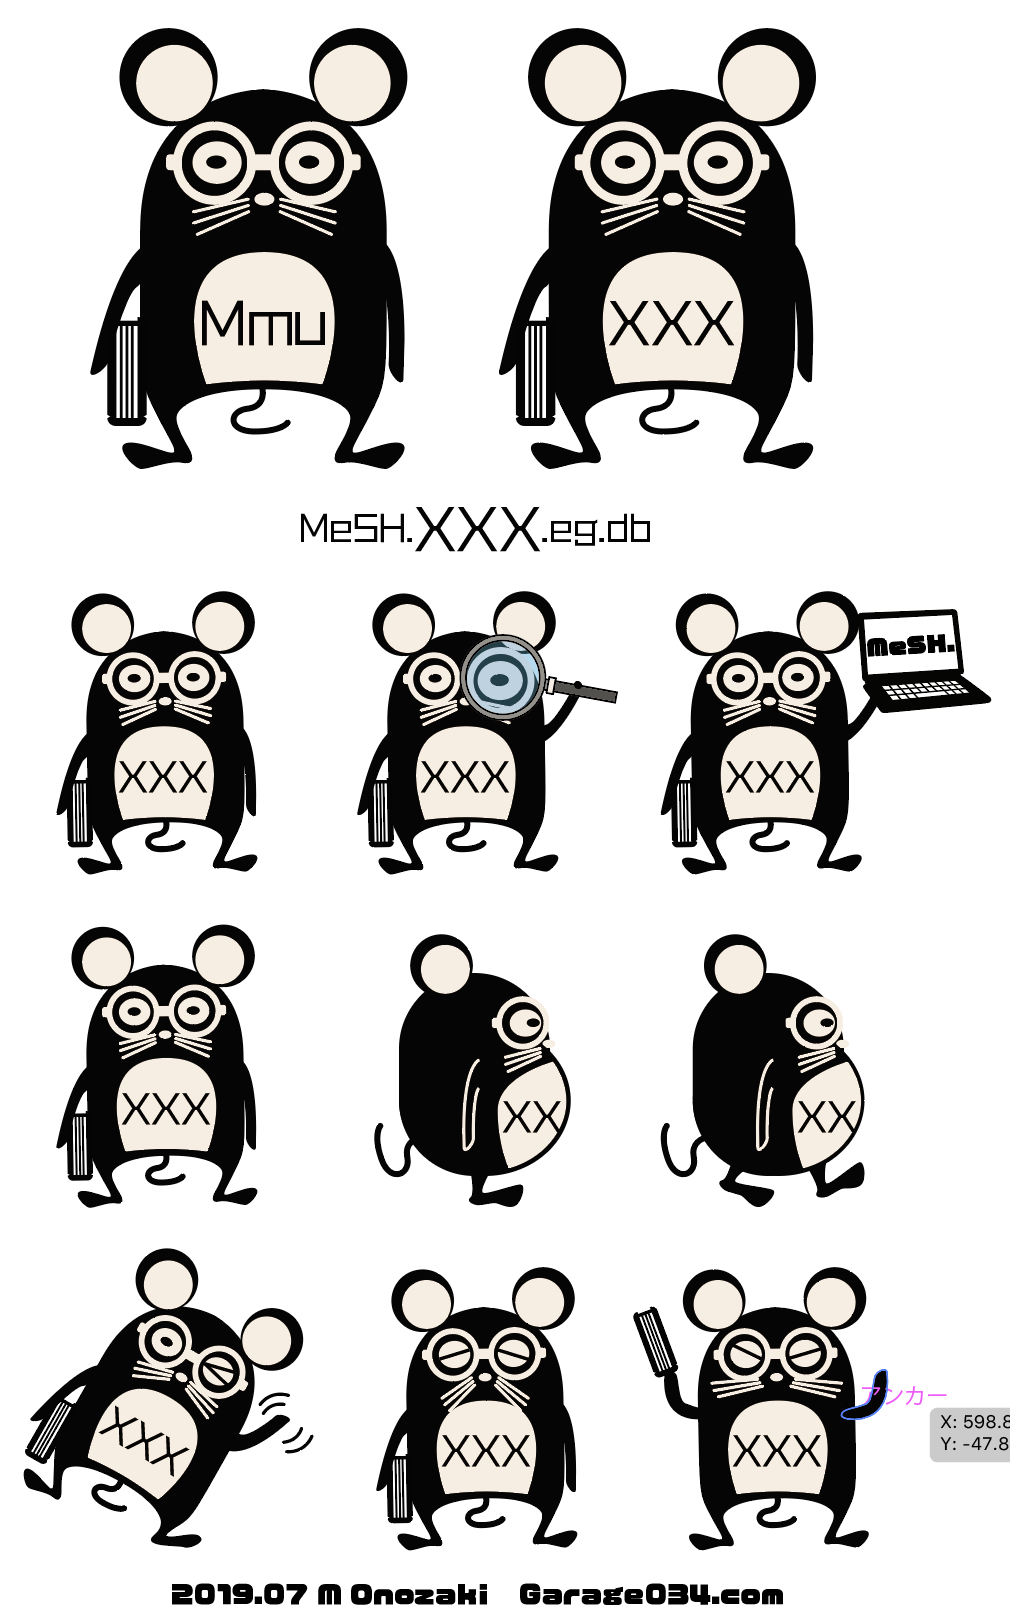 Mmu XXX
MeSH.XXX.eg.db
MeSH.
XXX XXX XXX
XXX XX XX
アンカー
X: 598.8
Y: -47.8
XXX XXX XXX
2019.07 M Onozaki Garage034.com